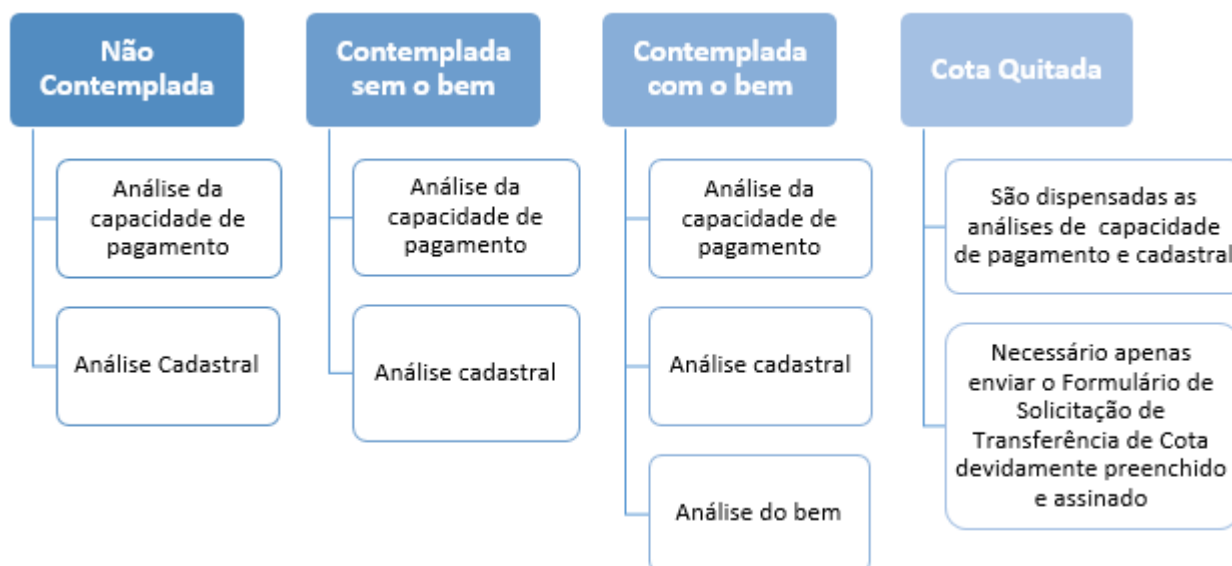 Não
Contemplada
Análise da
capacidade de
pagamento
Análise Cadastral
Contemplada
sem o bem
Análise da
capacidade de
pagamento
Análise cadastral
Contemplada
com o bem
Análise da
capacidade de
pagamento
Análise cadastral
Análise do bem
Cota Quitada
São dispensadas as
análises de capacidade
de pagamento e cadastral
Necessário apenas
enviar o Formulário de
Solicitação de
Transferência de Cota
devidamente preenchido
e assinado